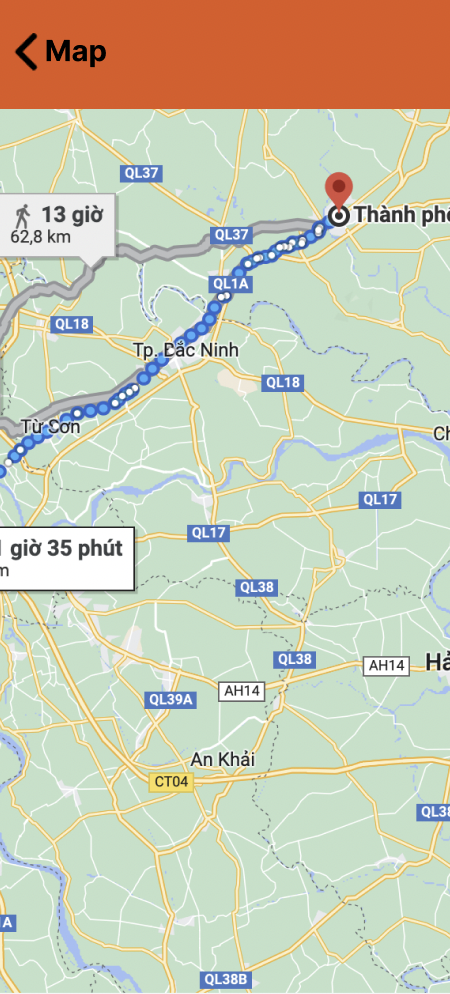 Map
QL37
Thành phố
13 giờ
62,8 km
QL37
QL1A
QL18
Tp. Bắc Ninh
QL18
Từ Sơn
QL17
QL17
giờ 35 phút
QL38
QL38
AH14
AH14
QL39A
An Khải
CT04
QL38B